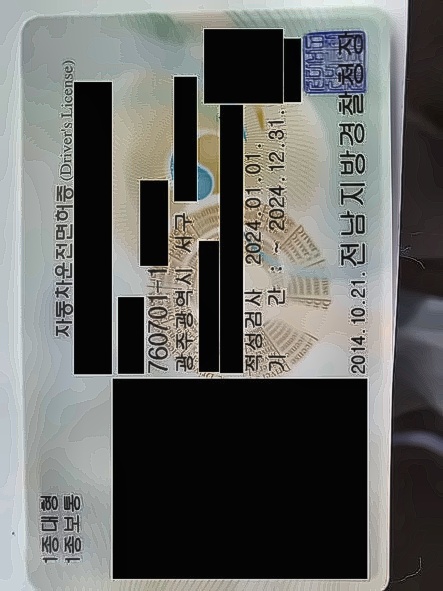 1종대형
1종보통
자동차운전면허증 (Driver's License)
760701-1
광주광역시 서구
적성검사 2024.01.01.
기 간 : ~ 2024.12.31.
2014.10.21. 전남지방경찰청장